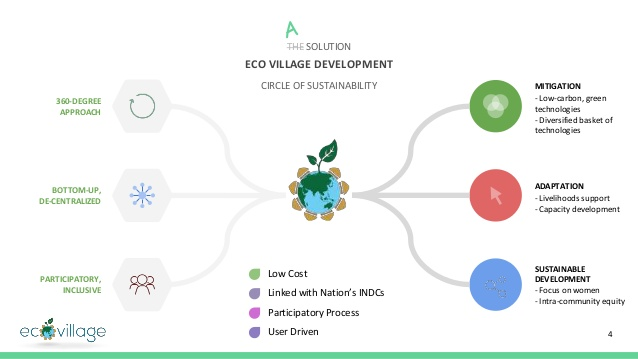 A
THE SOLUTION
ECO VILLAGE DEVELOPMENT
CIRCLE OF SUSTAINABILITY
360-DEGREE
APPROACH
BOTTOM-UP,
DE-CENTRALIZED
PARTICIPATORY,
INCLUSIVE
MITIGATION
- Low-carbon, green
technologies
- Diversified basket of
technologies
ADAPTATION
- Livelihoods support
- Capacity development
SUSTAINABLE
DEVELOPMENT
- Focus on women
- Intra-community equity
Low Cost
Linked with Nation's INDCs
Participatory Process
User Driven
ecovillage
4